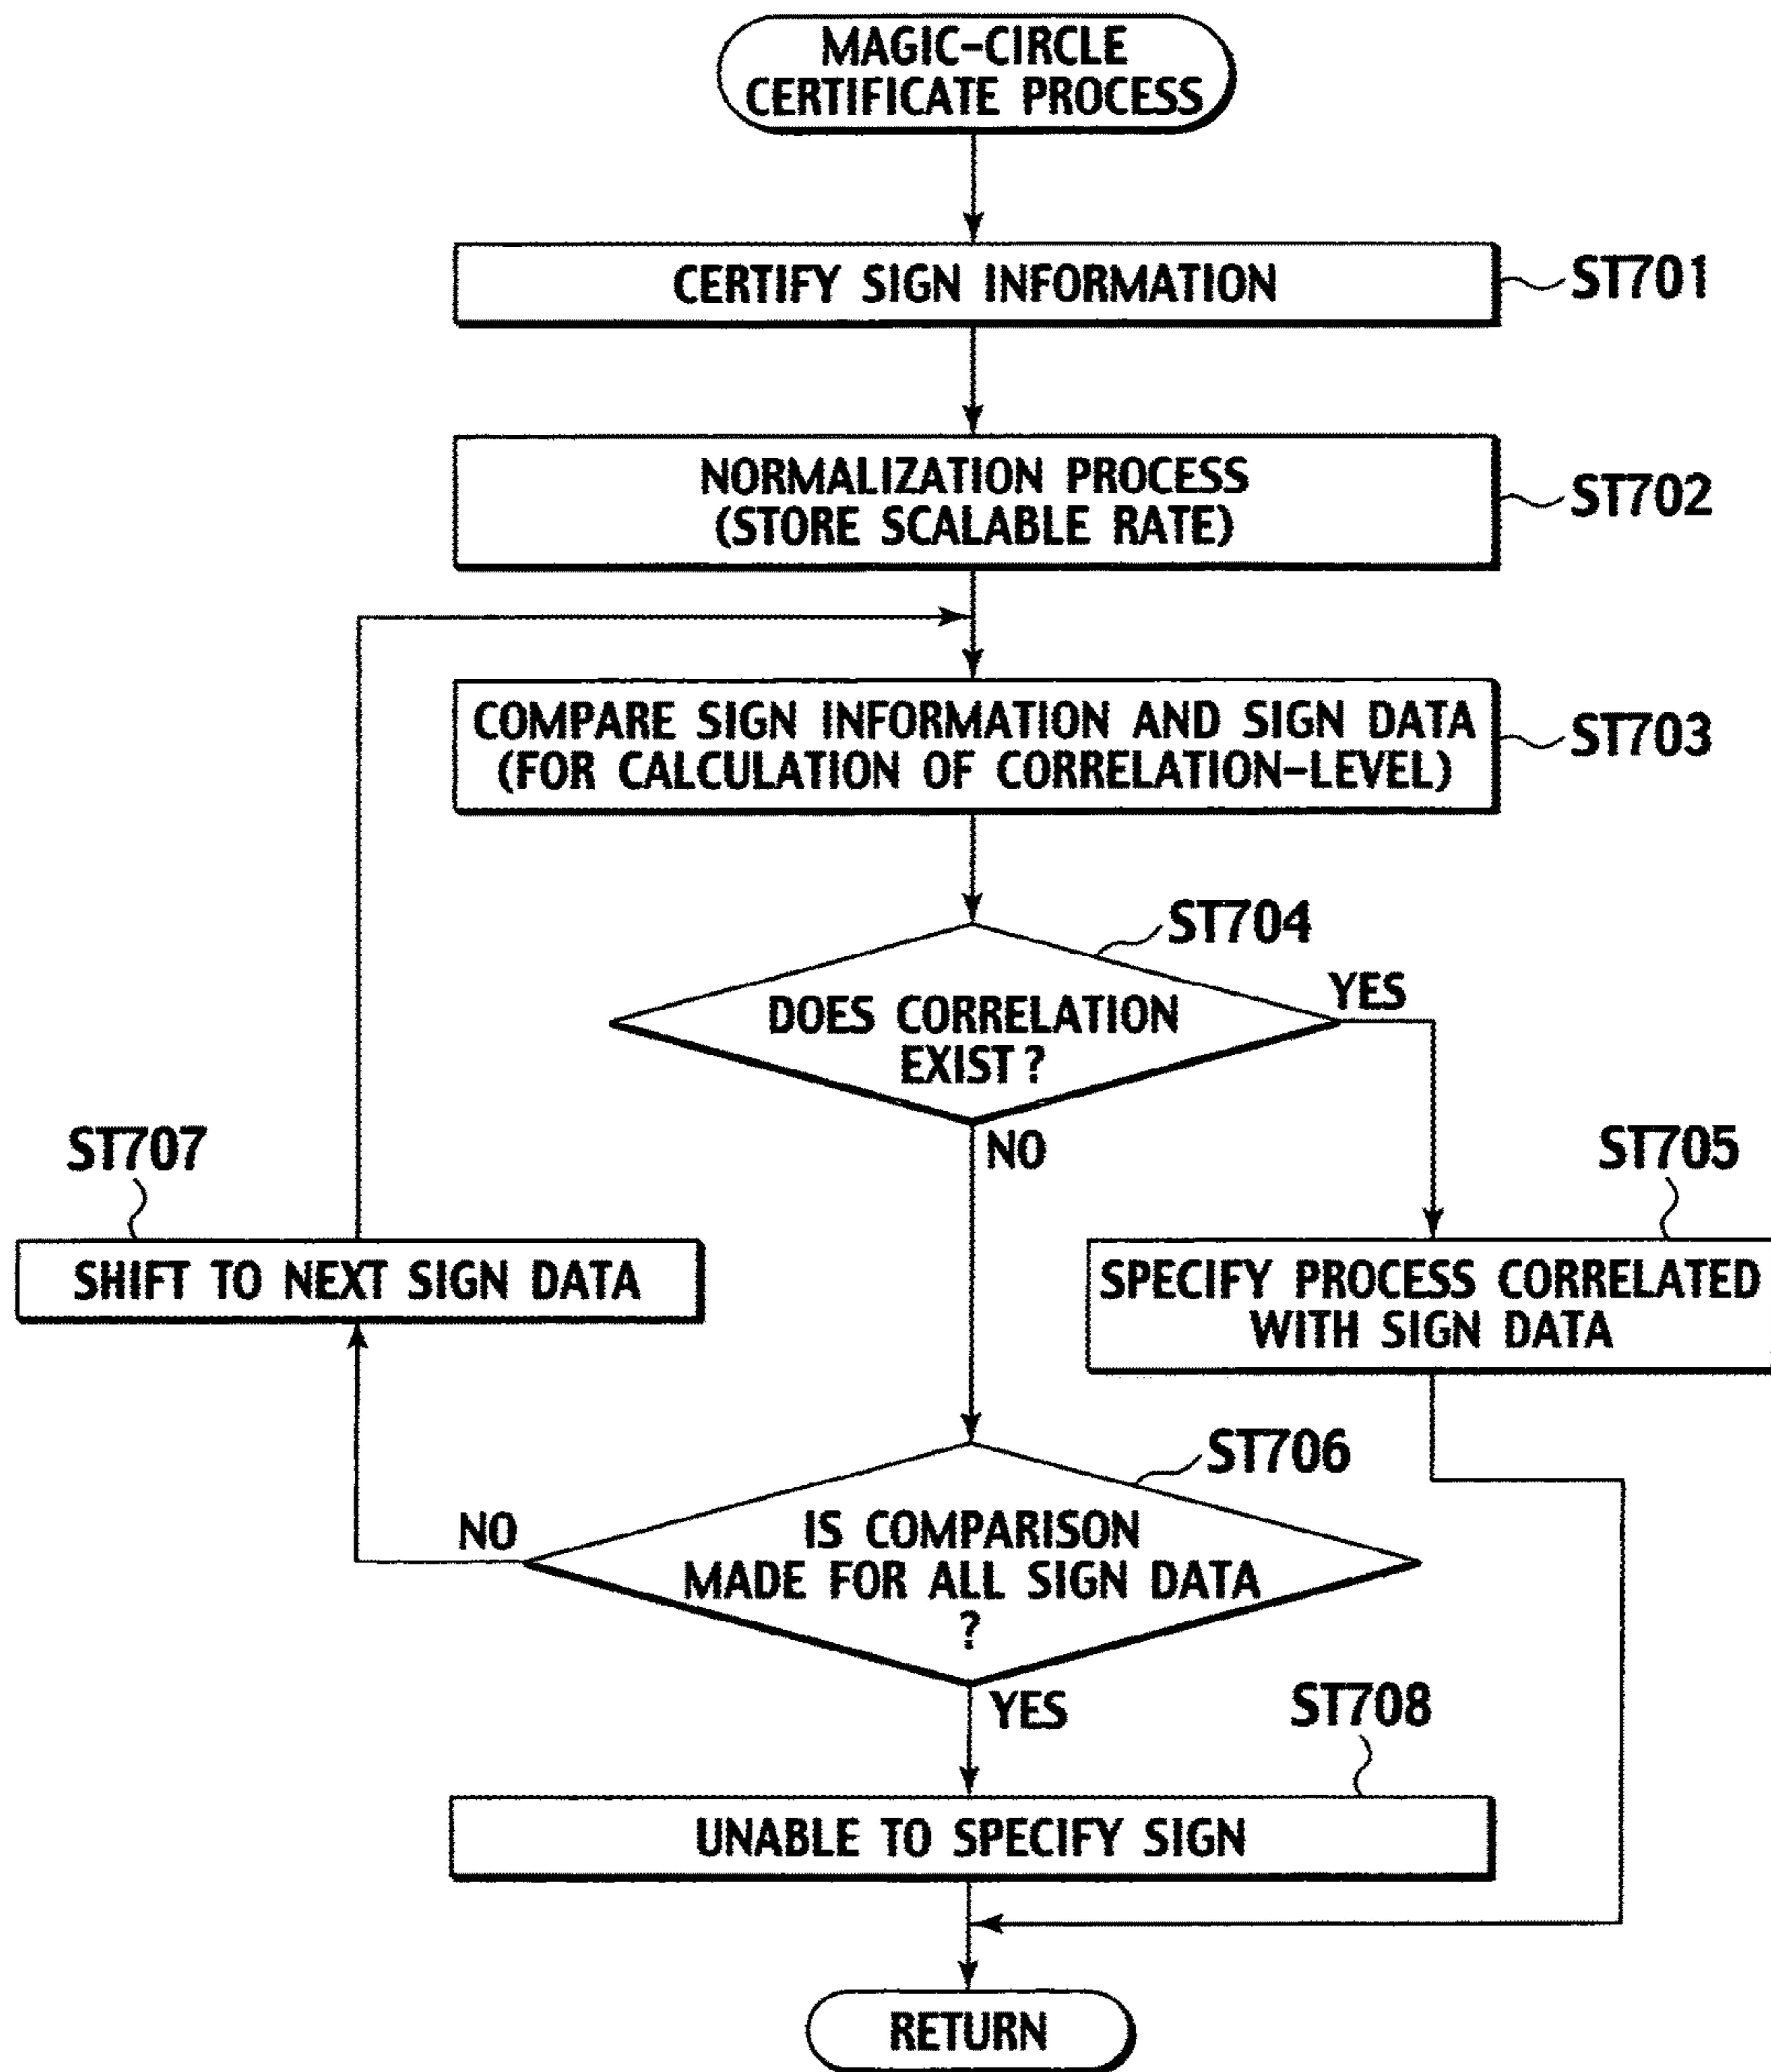 MAGIC-CIRCLE
CERTIFICATE PROCESS
CERTIFY SIGN INFORMATION
ST701
NORMALIZATION PROCESS
(STORE SCALABLE RATE)
ST702
COMPARE SIGN INFORMATION AND SIGN DATA
(FOR CALCULATION OF CORRELATION-LEVEL)
ST703
ST704
DOES CORRELATION
EXIST?
YES
NO
ST707
SHIFT TO NEXT SIGN DATA
ST705
SPECIFY PROCESS CORRELATED
WITH SIGN DATA
ST706
IS COMPARISON
MADE FOR ALL SIGN DATA
?
NO
YES
ST708
UNABLE TO SPECIFY SIGN
RETURN